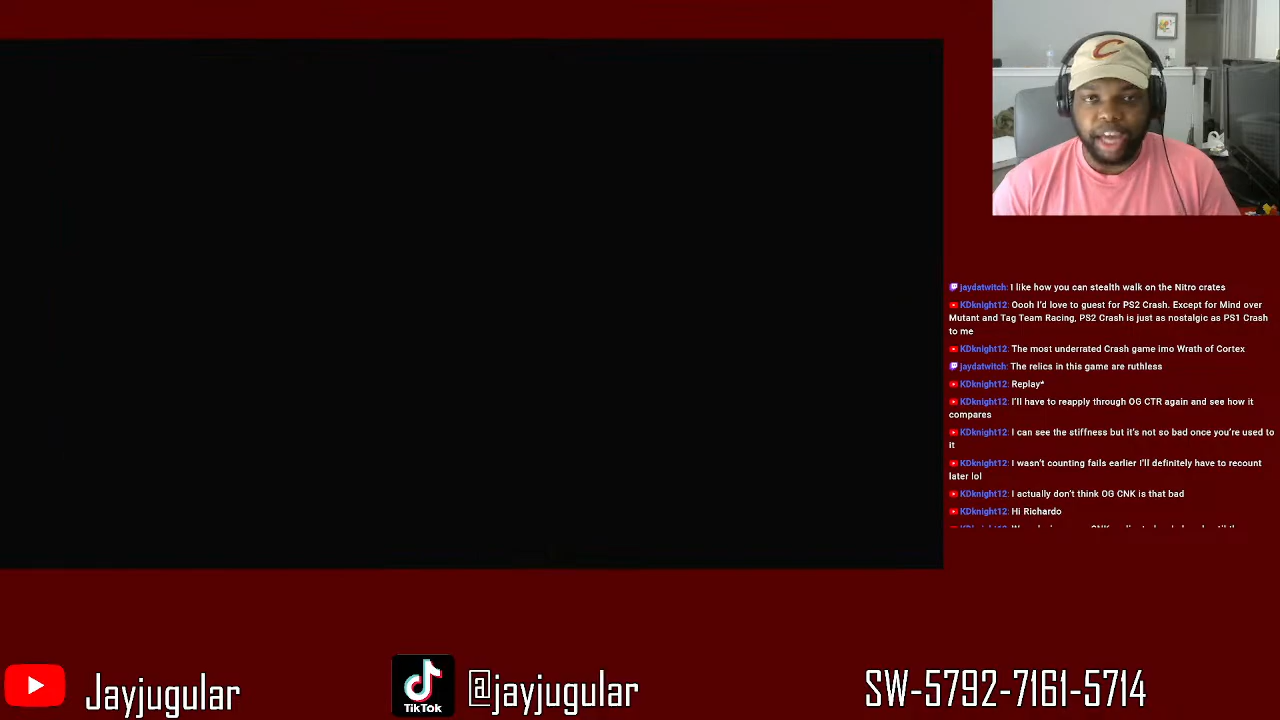 C
jaydatwitch: I like how you can stealth walk on the Nitro crates
KDknight12: Oooh I'd love to guest for PS2 Crash. Except for Mind over
Mutant and Tag Team Racing, PS2 Crash is just as nostalgic as PS1 Crash
to me
KDknight12: The most underrated Crash game imo Wrath of Cortex
jaydatwitch: The relics in this game are ruthless
KDknight12: Replay*
KDknight12: I'll have to reapply through OG CTR again and see how it
compares
KDknight12: I can see the stiffness but it's not so bad once you're used to
it
KDknight12: I wasn't counting fails earlier I'll definitely have to recount
later lol
KDknight12: I actually don't think OG CNK is that bad
KDknight12: Hi Richardo
Jayjugular
TikTok
@jayjugular
SW-5792-7161-5714